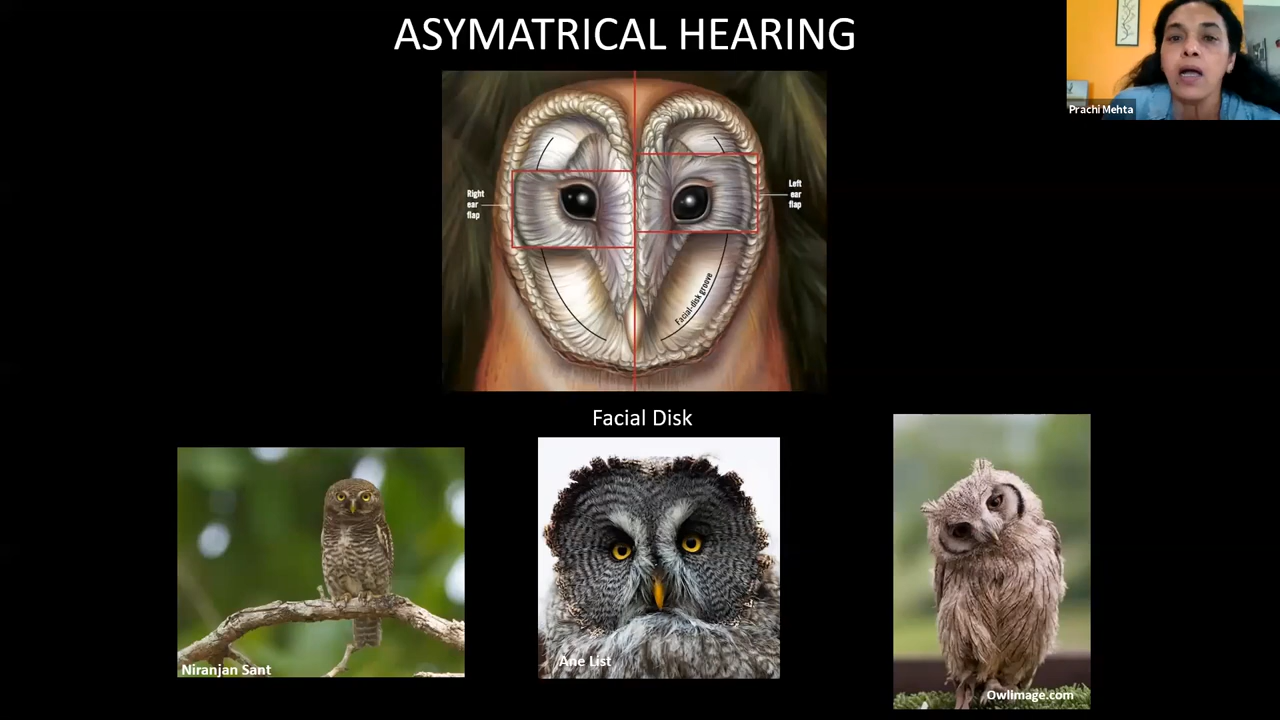 ASYMATRICAL HEARING
Prachi Mehta
Right
ear
flap
Left
ear
flap
Facial-disk groove
Facial Disk
Niranjan Sant
Ane List
Owlimage.com